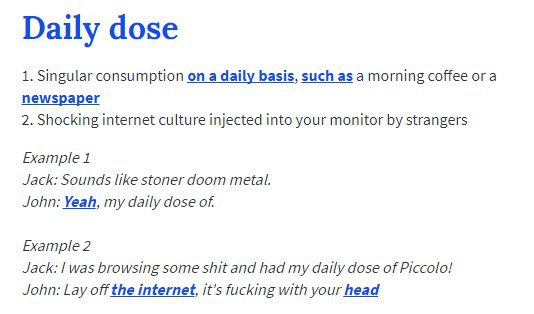 Daily dose
1. Singular consumption on a daily basis, such as a morning coffee or a
newspaper
2. Shocking internet culture injected into your monitor by strangers
Example 1
Jack: Sounds like stoner doom metal.
John: Yeah, my daily dose of.
Example 2
Jack: I was browsing some shit and had my daily dose of Piccolo!
John: Lay off the internet, it's fucking with your head